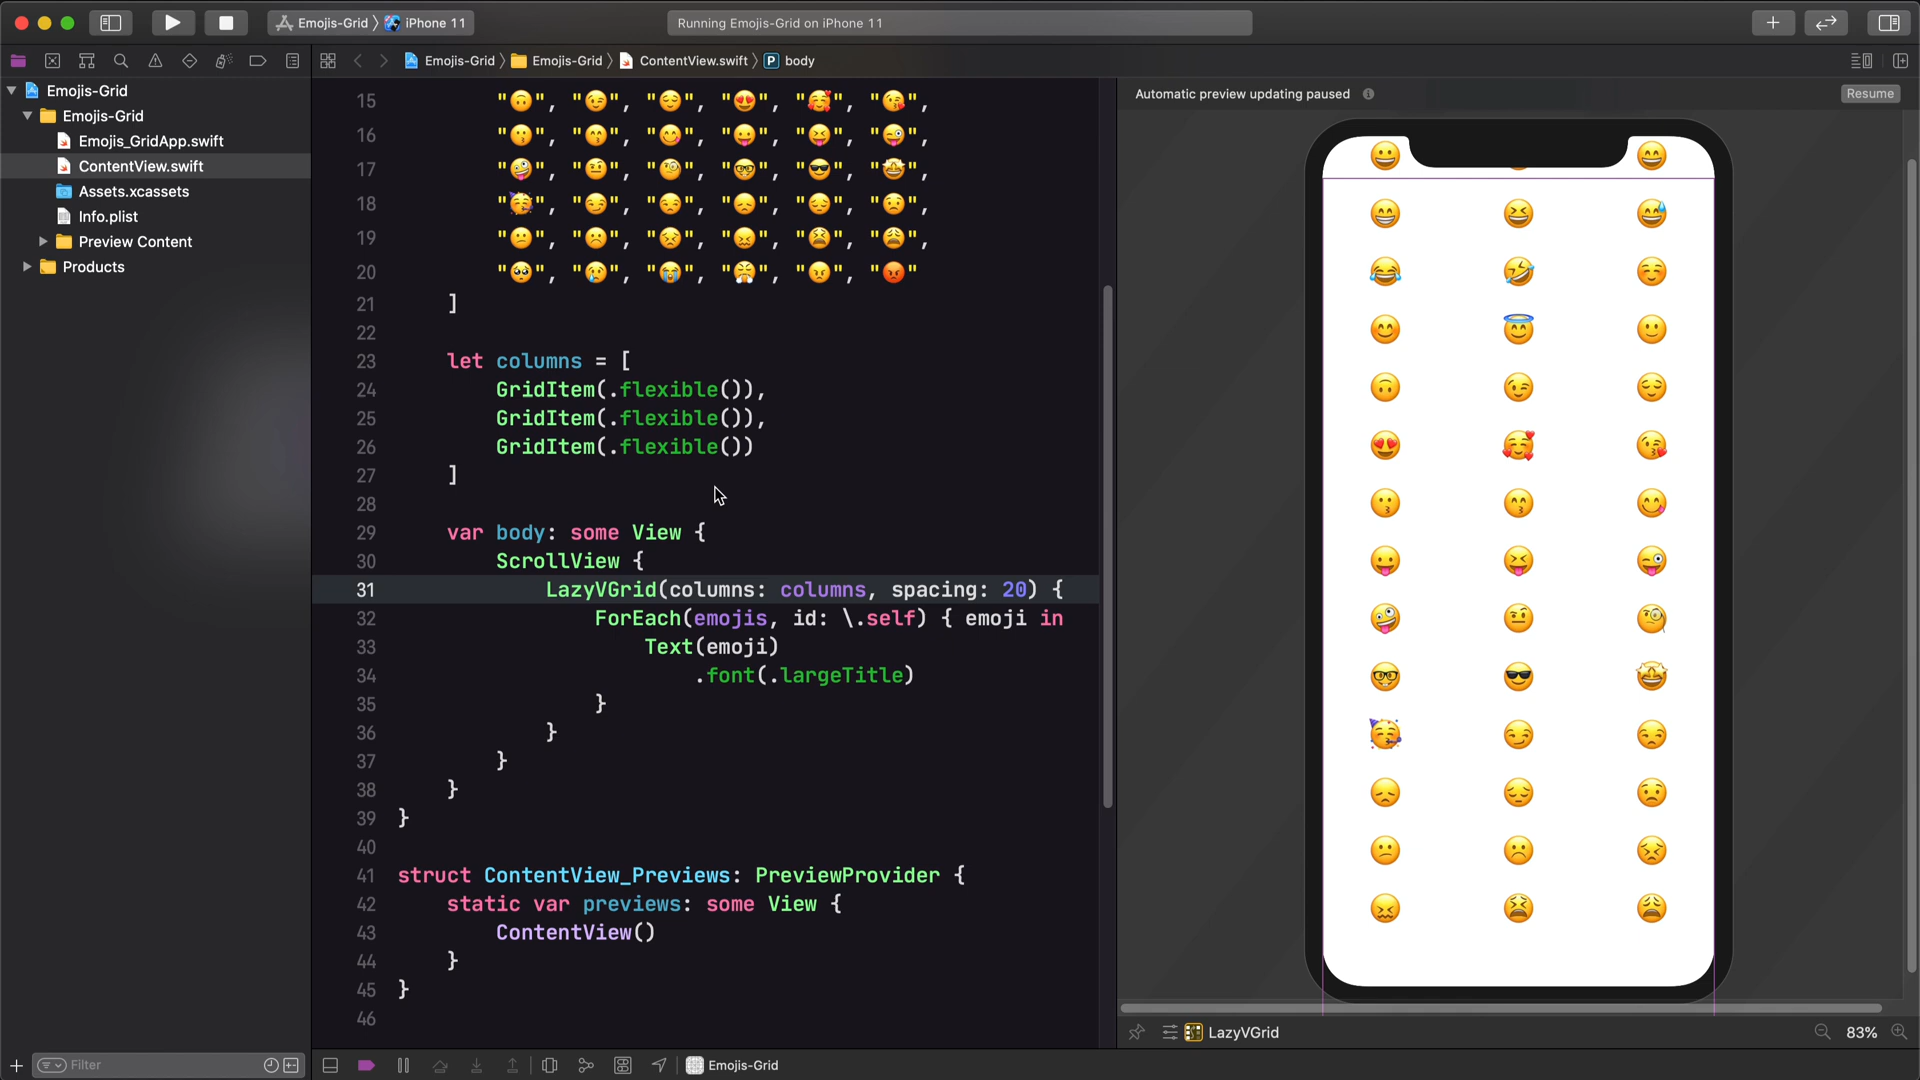 Emojis-Grid 〉 iPhone 11
Running Emojis-Grid on iPhone 11
Emojis-Grid 〉 Emojis-Grid 〉 ContentView.swift 〉 P body
Emojis-Grid
Emojis-Grid
Emojis_GridApp.swift
ContentView.swift
Assets.xcassets
Info.plist
Preview Content
Products
Filter
15 "🙃", "😉", "😌", "😍", "🥰", "😘",
16 "😗", "😙", "😋", "😛", "😝", "😜",
17 "🤪", "🤨", "🧐", "🤓", "😎", "🤩",
18 "🥳", "😏", "😒", "😞", "😔", "😟",
19 "😕", "☹️", "😣", "😖", "😫", "😩",
20 "🥺", "😢", "😭", "😤", "😠", "😡"
21 ]
22
23 let columns = [
24 GridItem(.flexible()),
25 GridItem(.flexible()),
26 GridItem(.flexible())
27 ]
28
29 var body: some View {
30 ScrollView {
31 LazyVGrid(columns: columns, spacing: 20) {
32 ForEach(emojis, id: \.self) { emoji in
33 Text(emoji)
34 .font(.largeTitle)
35 }
36 }
37 }
38 }
39 }
40
41 struct ContentView_Previews: PreviewProvider {
42 static var previews: some View {
43 ContentView()
44 }
45 }
46
Emojis-Grid
Automatic preview updating paused
Resume
LazyVGrid
83%